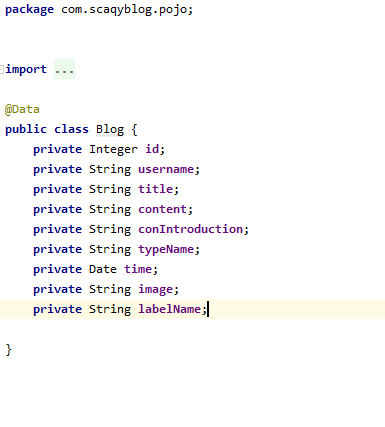 package com.scaqyblog.pojo;
import ...
@Data
public class Blog {
    private Integer id;
    private String username;
    private String title;
    private String content;
    private String conIntroduction;
    private String typeName;
    private Date time;
    private String image;
    private String labelName;
}